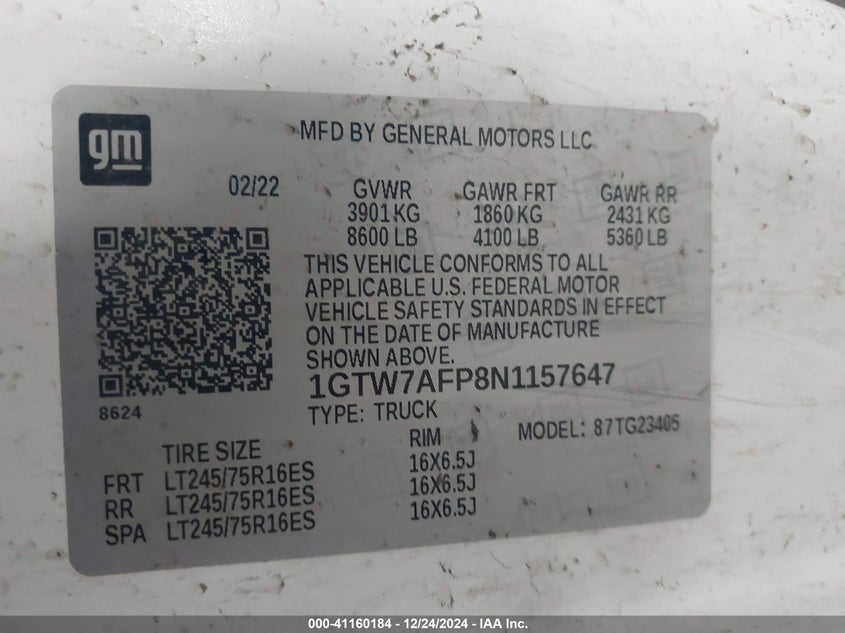 gm
MFD BY GENERAL MOTORS LLC
02/22 GVWR GAWR FRT GAWR RR
3901 KG 1860 KG 2431 KG
8600 LB 4100 LB 5360 LB
THIS VEHICLE CONFORMS TO ALL
APPLICABLE U.S. FEDERAL MOTOR
VEHICLE SAFETY STANDARDS IN EFFECT
ON THE DATE OF MANUFACTURE
SHOWN ABOVE.
1GTW7AFP8N1157647
8624
TYPE: TRUCK
MODEL: 87TG23405
TIRE SIZE RIM
FRT LT245/75R16ES 16X6.5J
RR LT245/75R16ES 16X6.5J
SPA LT245/75R16ES 16X6.5J
000-41160184 - 12/24/2024 - IAA Inc.